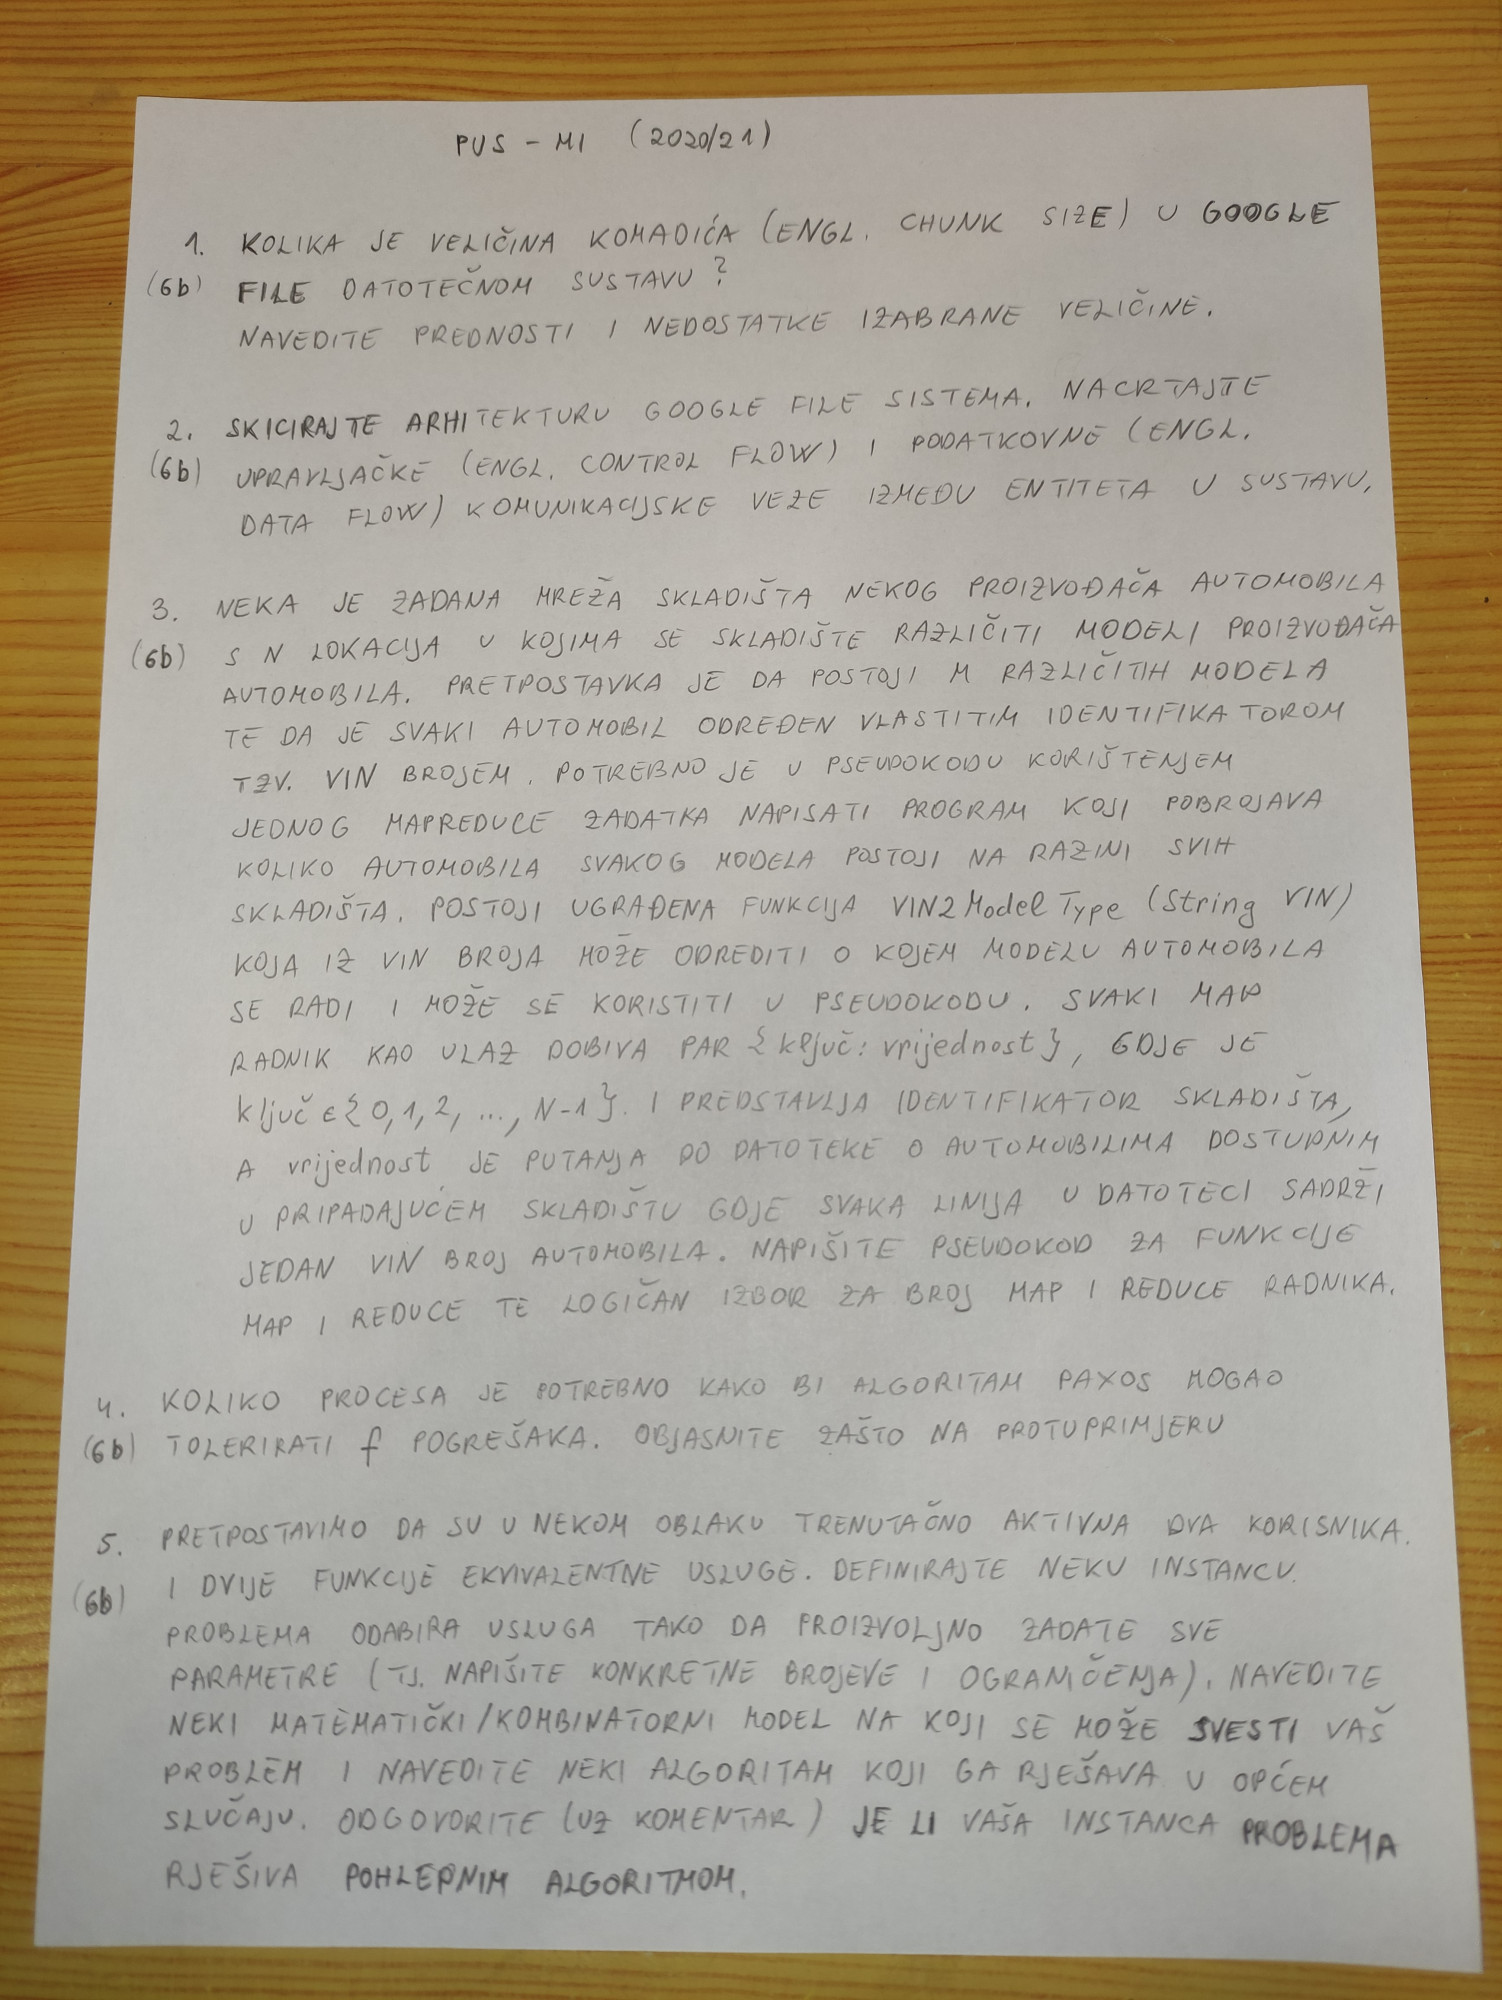 PUS - MI (2020/21)
1. KOLIKA JE VELIČINA KOMADIĆA (ENGL. CHUNK SIZE) U GOOGLE
(6b) FILE DATOTEČNOM SUSTAVU?
NAVEDITE PREDNOSTI I NEDOSTATKE IZABRANE VELIČINE.
2. SKICIRAJTE ARHITEKTURU GOOGLE FILE SISTEMA. NACRTAJTE
(6b) UPRAVLJAČKE (ENGL. CONTROL FLOW) I PODATKOVNE (ENGL.
DATA FLOW) KOMUNIKACIJSKE VEZE IZMEĐU ENTITETA U SUSTAVU.
3. NEKA JE ZADANA MREŽA SKLADIŠTA NEKOG PROIZVOĐAČA AUTOMOBILA
(6b) S N LOKACIJA U KOJIMA SE SKLADIŠTE RAZLIČITI MODELI PROIZVOĐAČA
AUTOMOBILA. PRETPOSTAVKA JE DA POSTOJI M RAZLIČITIH MODELA
TE DA JE SVAKI AUTOMOBIL ODREĐEN VLASTITIM IDENTIFIKATOROM
TZV. VIN BROJEM. POTREBNO JE U PSEUDOKODU KORIŠTENJEM
JEDNOG MAPREDUCE ZADATKA NAPISATI PROGRAM KOJI POBROJAVA
KOLIKO AUTOMOBILA SVAKOG MODELA POSTOJI NA RAZINI SVIH
SKLADIŠTA. POSTOJI UGRAĐENA FUNKCIJA VIN2ModelType (String VIN)
KOJA IZ VIN BROJA MOŽE ODREDITI O KOJEM MODELU AUTOMOBILA
SE RADI I MOŽE SE KORISTITI U PSEUDOKODU. SVAKI MAP
RADNIK KAO ULAZ DOBIVA PAR {ključ: vrijednost}, GDJE JE
ključ ∈ {0,1,2, ..., N-1}. I PREDSTAVLJA IDENTIFIKATOR SKLADIŠTA,
A vrijednost JE PUTANJA DO DATOTEKE O AUTOMOBILIMA DOSTUPNIM
U PRIPADAJUĆEM SKLADIŠTU GDJE SVAKA LINIJA U DATOTECI SADRŽI
JEDAN VIN BROJ AUTOMOBILA. NAPIŠITE PSEUDOKOD ZA FUNKCIJE
MAP I REDUCE TE LOGIČAN IZBOR ZA BROJ MAP I REDUCE RADNIKA.
4. KOLIKO PROCESA JE POTREBNO KAKO BI ALGORITAM PAXOS MOGAO
(6b) TOLERIRATI f POGREŠAKA. OBJASNITE ZAŠTO NA PROTUPRIMJERU
5. PRETPOSTAVIMO DA SU U NEKOM OBLAKU TRENUTAČNO AKTIVNA DVA KORISNIKA.
(6b) I DVIJE FUNKCIJE EKVIVALENTNE USLUGE. DEFINIRAJTE NEKU INSTANCU
PROBLEMA ODABIRA USLUGA TAKO DA PROIZVOLJNO ZADATE SVE
PARAMETRE (TJ. NAPIŠITE KONKRETNE BROJEVE I OGRANIČENJA). NAVEDITE
NEKI MATEMATIČKI/KOMBINATORNI MODEL NA KOJI SE MOŽE SVESTI VAŠ
PROBLEM I NAVEDITE NEKI ALGORITAM KOJI GA RJEŠAVA U OPĆEM
SLUČAJU. ODGOVORITE (UZ KOMENTAR) JE LI VAŠA INSTANCA PROBLEMA
RJEŠIVA POHLEPNIM ALGORITMOM.